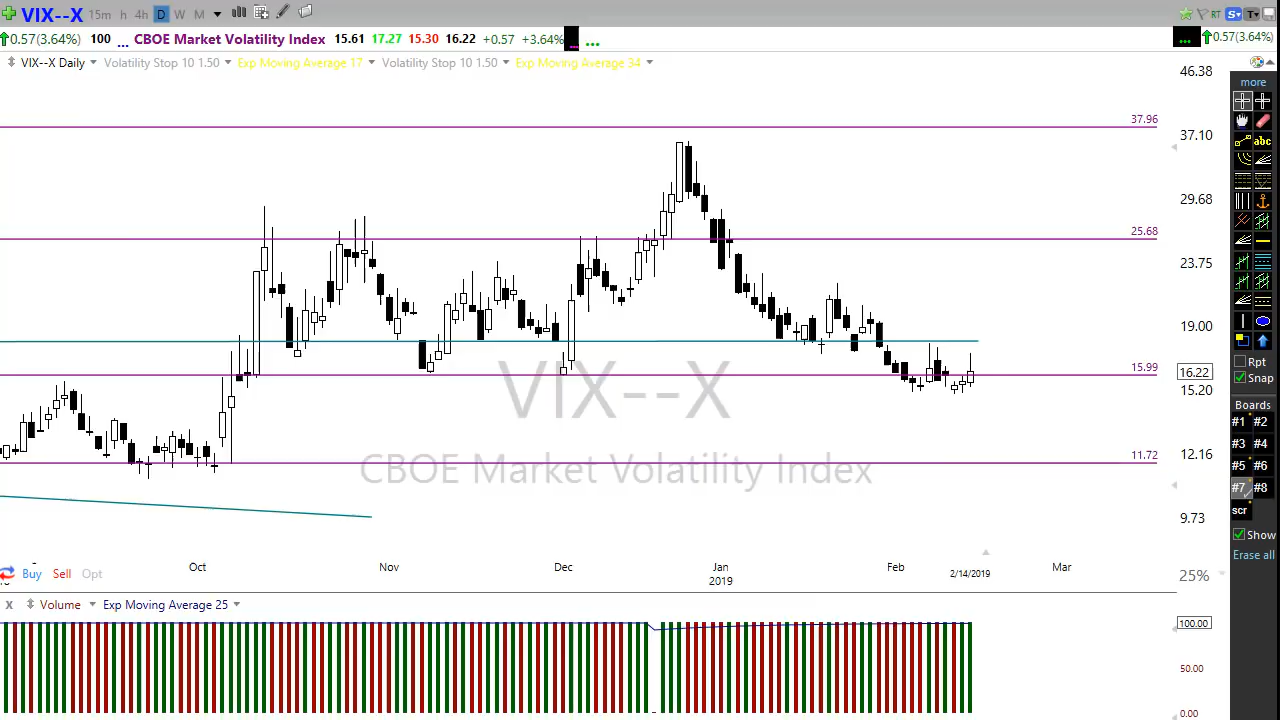 VIX--X 15m h 4h D W M
RT S T
0.57(3.64%) 100 ... CBOE Market Volatility Index 15.61 17.27 15.30 16.22 +0.57 +3.64% ... ...
... 0.57(3.64%)
VIX--X Daily Volatility Stop 10 1.50 Exp Moving Average 17 Volatility Stop 10 1.50 Exp Moving Average 34
46.38
more
37.96
37.10
abc
29.68
25.68
23.75
19.00
15.99
16.22
15.20
Rpt
Snap
VIX--X
Boards
#1 #2
#3 #4
11.72
12.16
CBOE Market Volatility Index
#5 #6
#7 #8
scr
9.73
Show
Erase all
Oct Nov Dec Jan Feb Mar
2019 2/14/2019
Buy Sell Opt
25%
X Volume Exp Moving Average 25
100.00
50.00
0.00